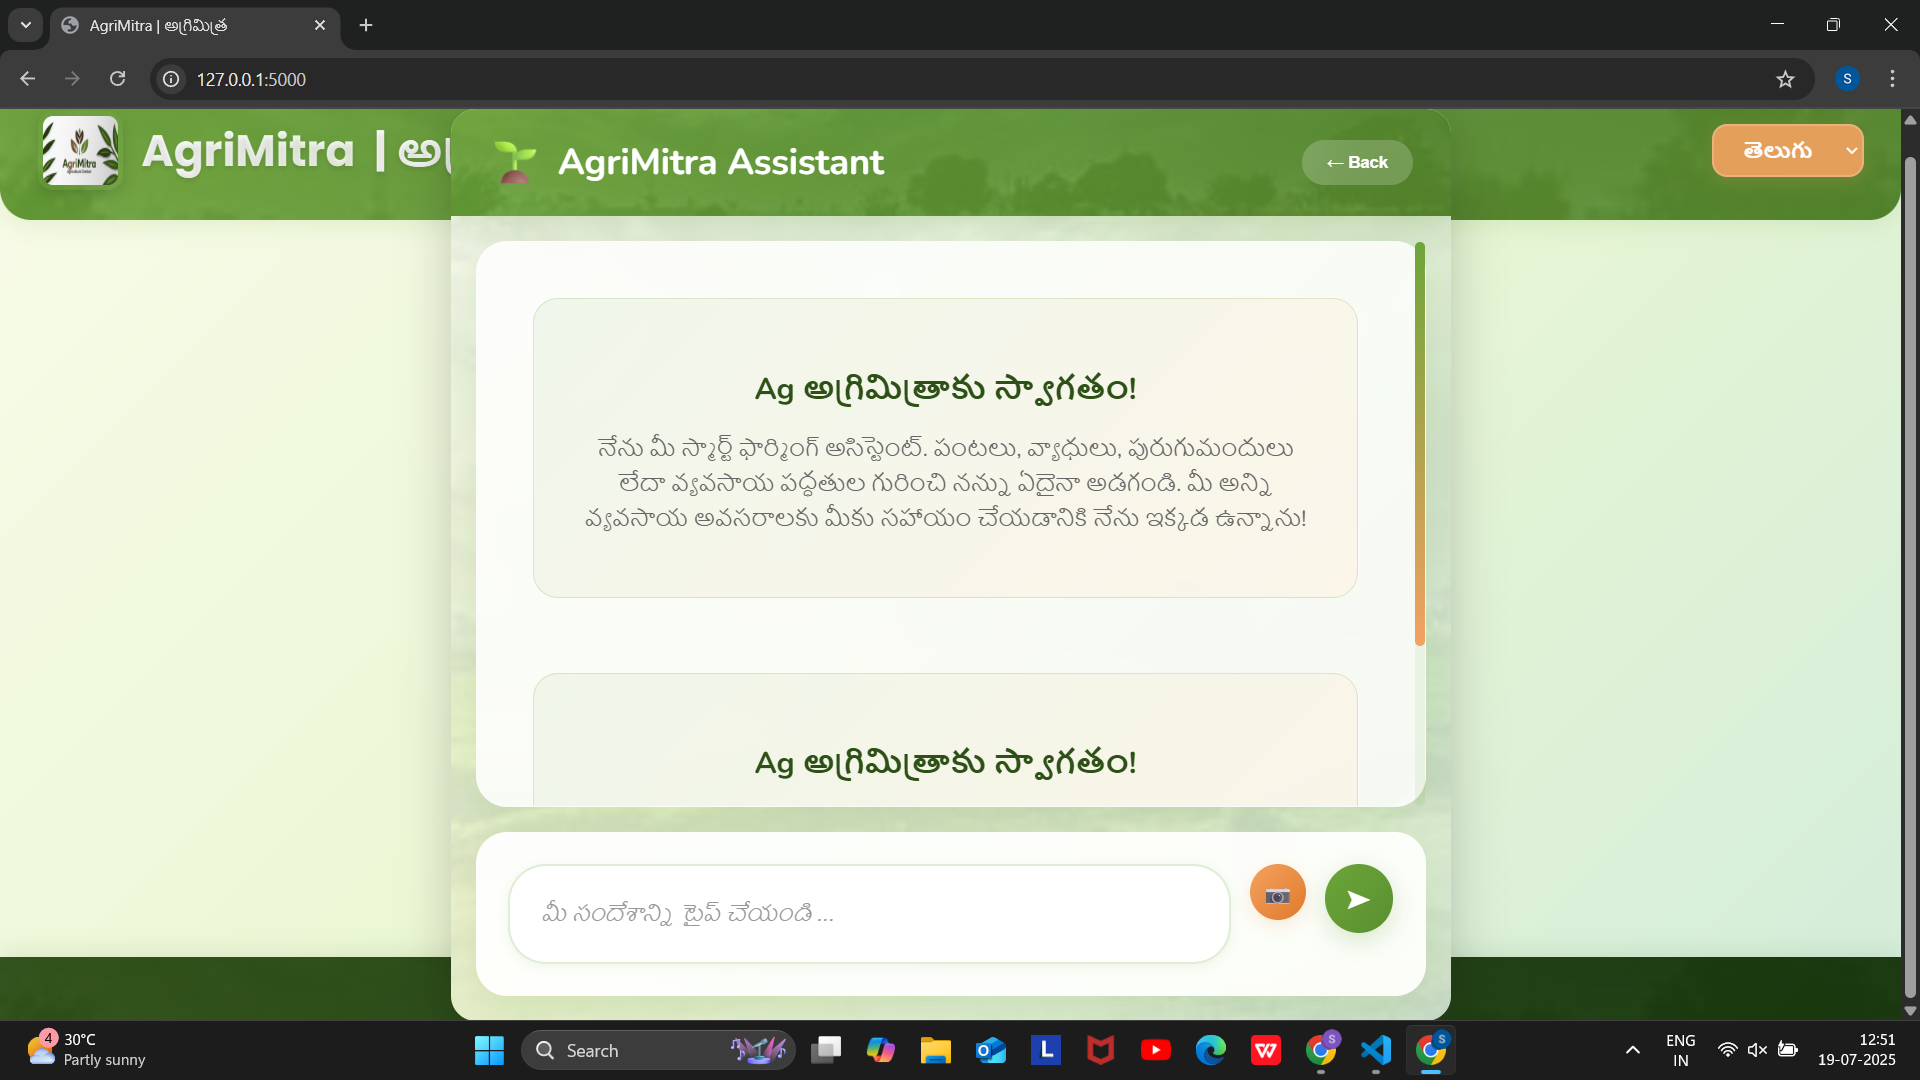 AgriMitra | అగ్రిమిత్ర
127.0.0.1:5000
S
AgriMitra
AgriMitra | అగ్ర
AgriMitra Assistant
← Back
తెలుగు
Ag అగ్రిమిత్రాకు స్వాగతం!
నేను మీ స్మార్ట్ ఫార్మింగ్ అసిస్టెంట్. పంటలు, వ్యాధులు, పురుగుమందులు
లేదా వ్యవసాయ పద్ధతుల గురించి నన్ను ఏదైనా అడగండి. మీ అన్ని
వ్యవసాయ అవసరాలకు మీకు సహాయం చేయడానికి నేను ఇక్కడ ఉన్నాను!
Ag అగ్రిమిత్రాకు స్వాగతం!
మీ సందేశాన్ని టైప్ చేయండి...
4
30°C
Partly sunny
Search
L
S
S
ENG
IN
12:51
19-07-2025